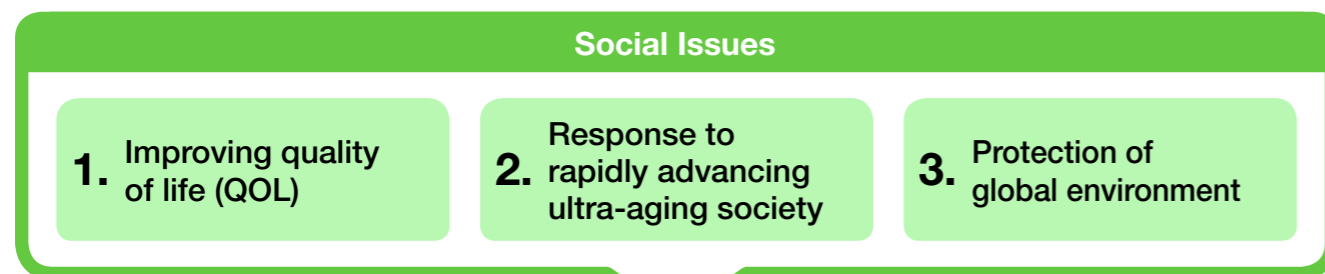 Social Issues
1. Improving quality
of life (QOL)
2. Response to
rapidly advancing
ultra-aging society
3. Protection of
global environment